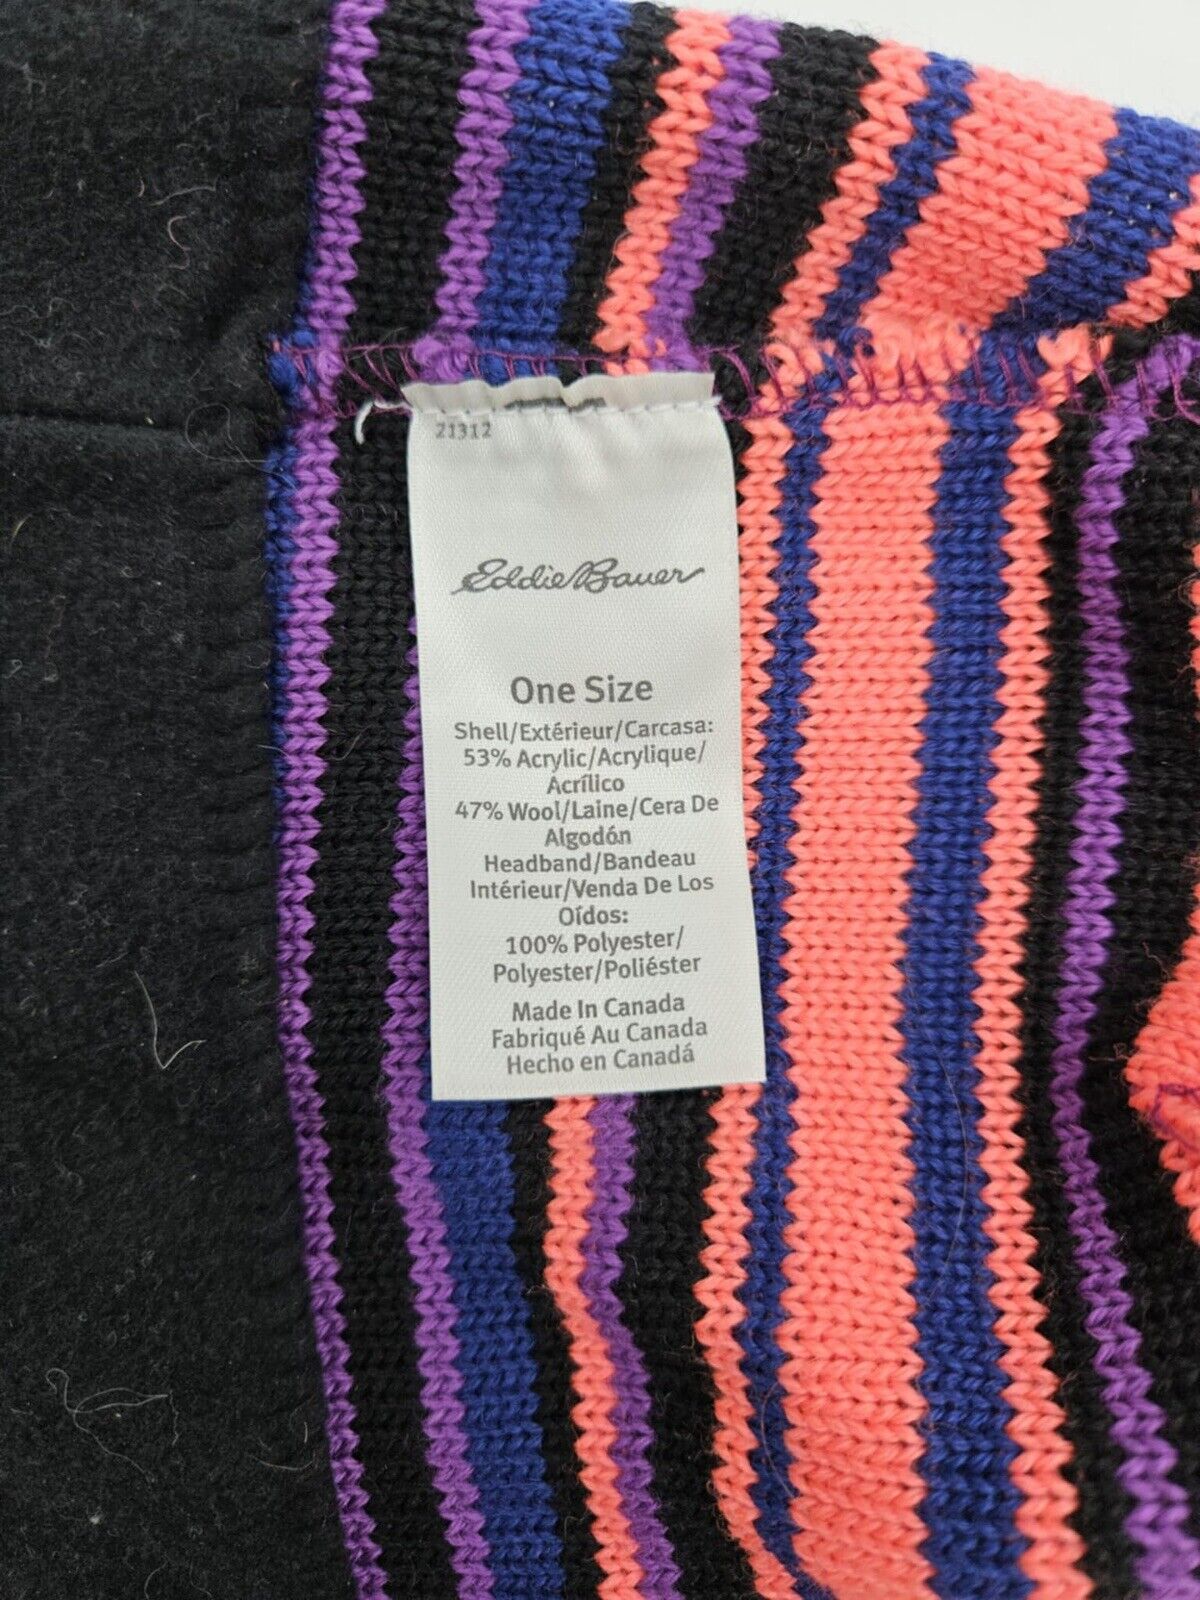 21312
Eddie Bauer
One Size
Shell/Extérieur/Carcasa:
53% Acrylic/Acrylique/
Acrílico
47% Wool/Laine/Cera De
Algodón
Headband/Bandeau
Intérieur/Venda De Los
Oídos:
100% Polyester/
Polyester/Poliéster
Made In Canada
Fabriqué Au Canada
Hecho en Canadá